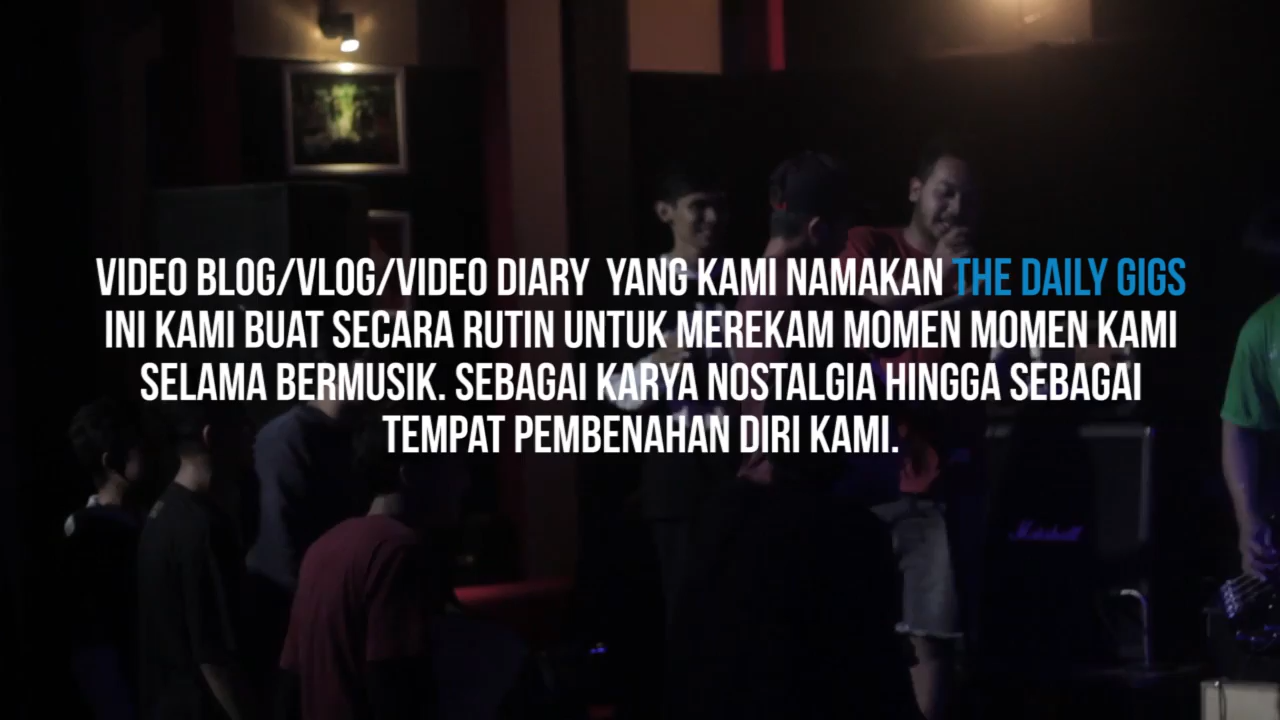 VIDEO BLOG/VLOG/VIDEO DIARY YANG KAMI NAMAKAN THE DAILY GIGS
INI KAMI BUAT SECARA RUTIN UNTUK MEREKAM MOMEN MOMEN KAMI
SELAMA BERMUSIK. SEBAGAI KARYA NOSTALGIA HINGGA SEBAGAI
TEMPAT PEMBENAHAN DIRI KAMI.
Marshall